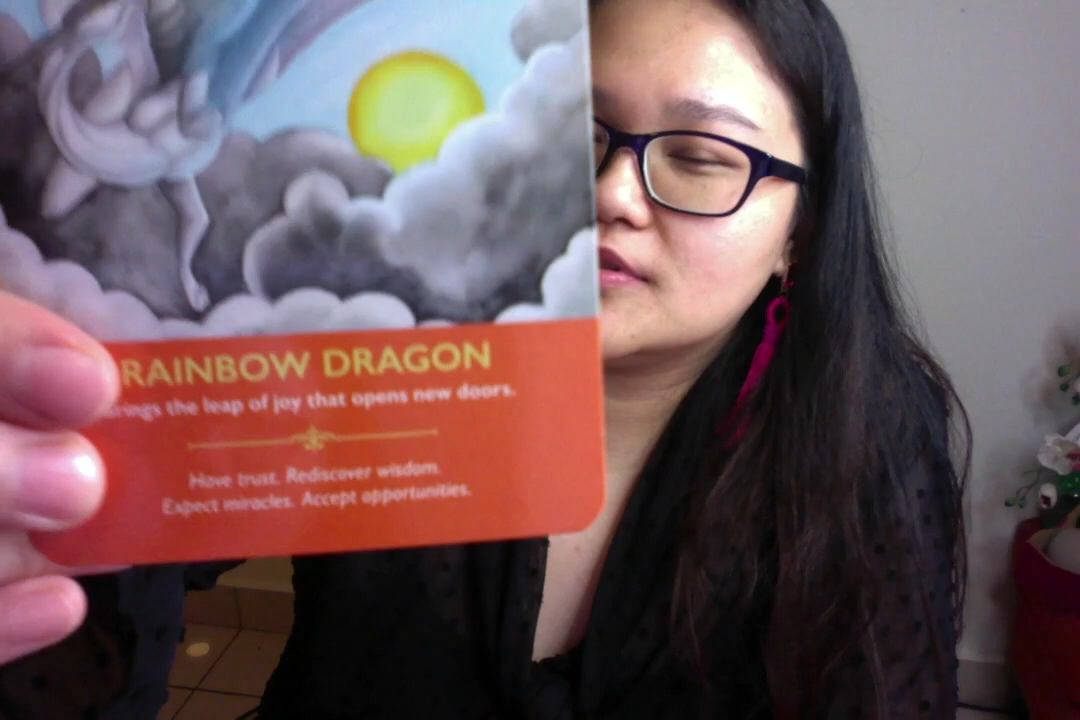 RAINBOW DRAGON
Brings the leap of joy that opens new doors.
Have trust. Rediscover wisdom.
Expect miracles. Accept opportunities.